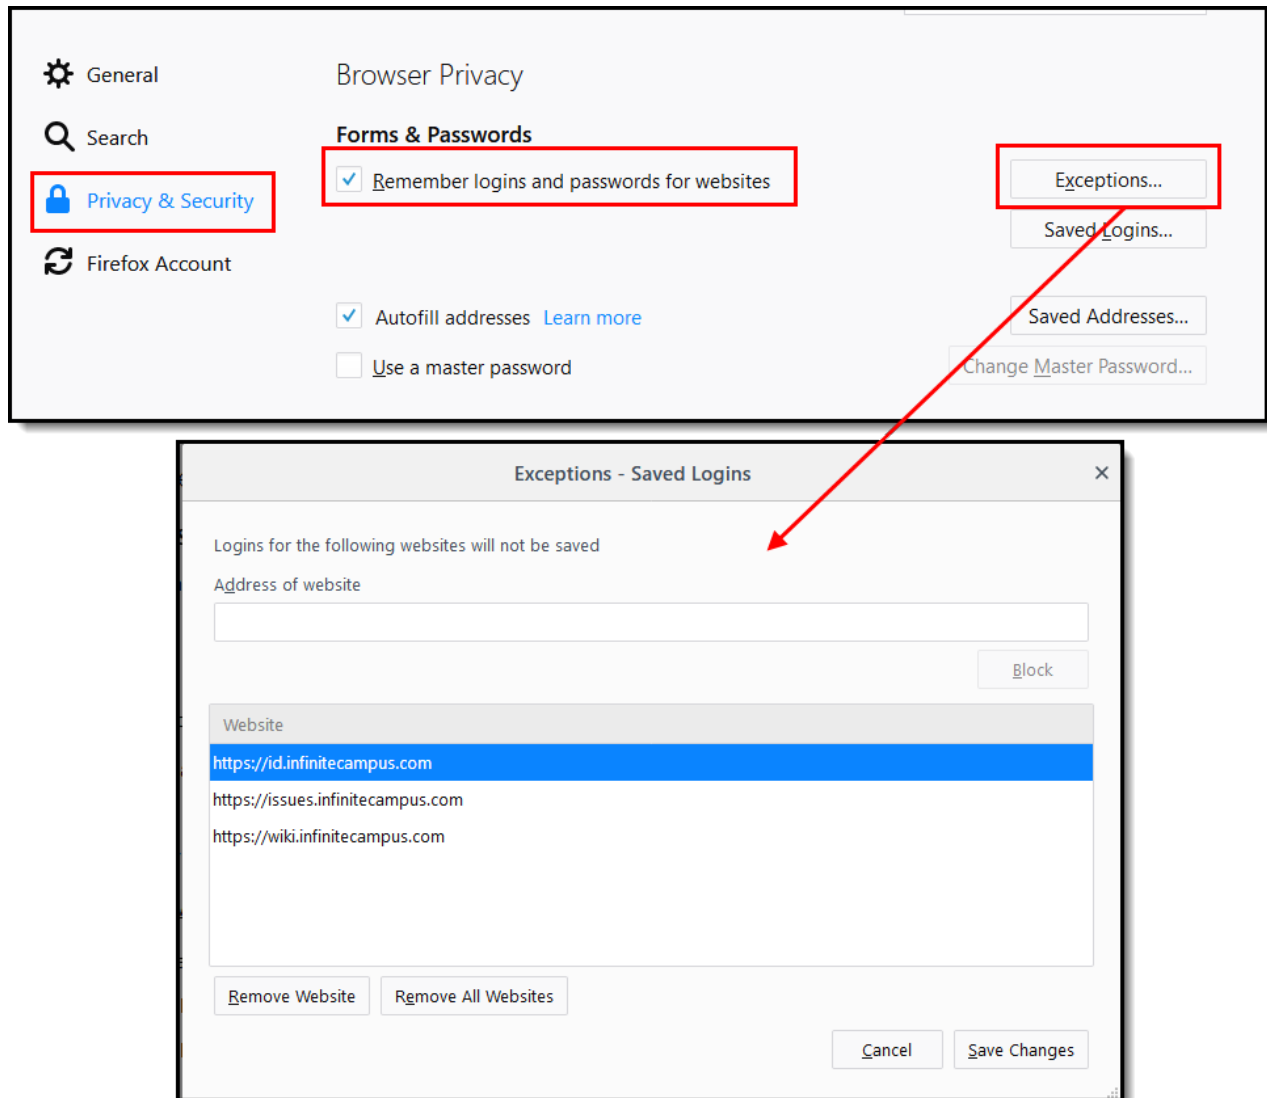 General
Search
Privacy & Security
Firefox Account
Browser Privacy
Forms & Passwords
Remember logins and passwords for websites
Exceptions...
Saved Logins...
Autofill addresses Learn more
Saved Addresses...
Use a master password
Change Master Password...
Exceptions - Saved Logins
Logins for the following websites will not be saved
Address of website
Block
Website
https://id.infinitecampus.com
https://issues.infinitecampus.com
https://wiki.infinitecampus.com
Remove Website
Remove All Websites
Cancel
Save Changes